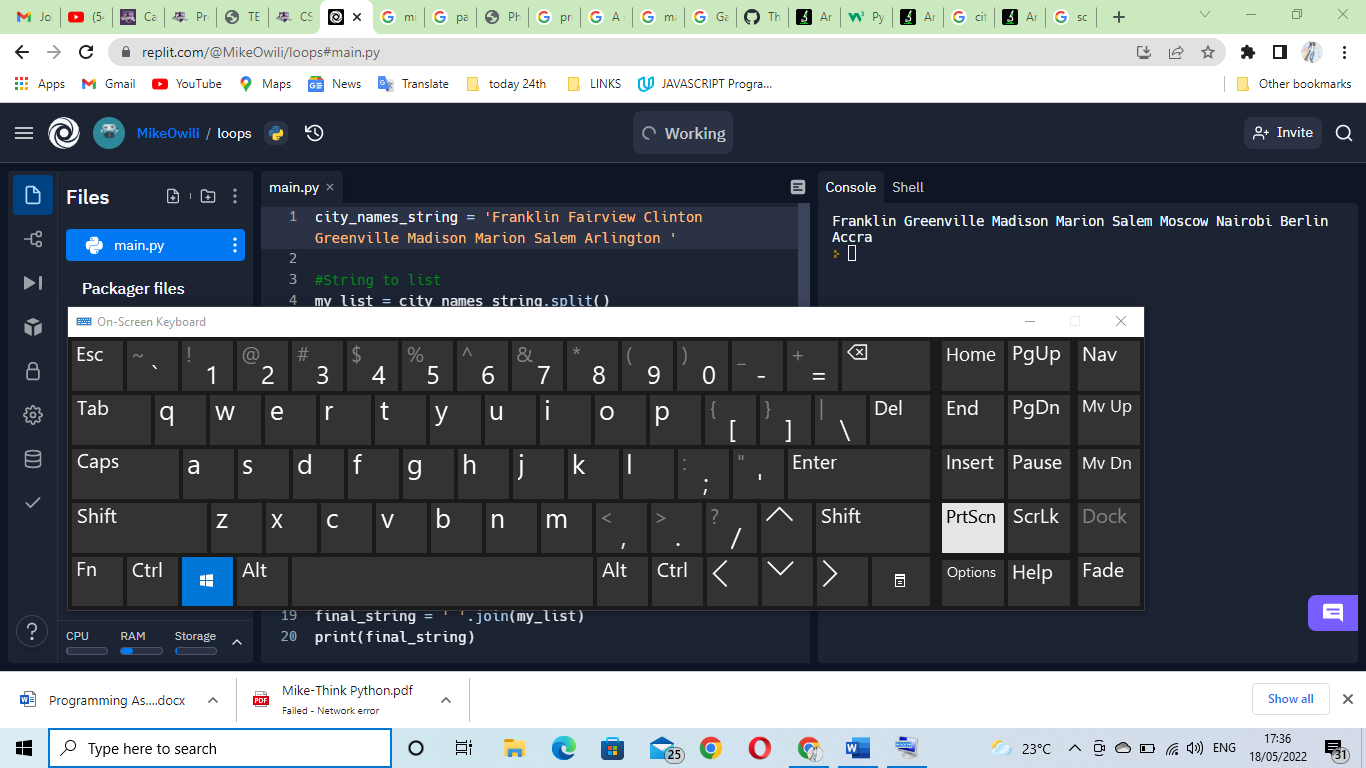 Jo
(54
Ca
Pr
TE
CS
mi
pa
Ph
pr
A s
ma
Ga
Th
Ar
Py
Ar
cit
Ar
sc
replit.com/@MikeOwili/loops#main.py
Apps Gmail YouTube Maps News Translate today 24th LINKS JAVASCRIPT Progra... Other bookmarks
MikeOwili / loops
Working
Invite
Files
main.py
Packager files
main.py
1 city_names_string = 'Franklin Fairview Clinton
Greenville Madison Marion Salem Arlington '
2
3 #String to list
4 my_list = city_names_string.split()
Console Shell
Franklin Greenville Madison Marion Salem Moscow Nairobi Berlin
Accra
On-Screen Keyboard
Esc ~ ` ! 1 @ 2 # 3 $ 4 % 5 ^ 6 & 7 * 8 ( 9 ) 0 _ - + = Home PgUp Nav
Tab q w e r t y u i o p { [ } ] | \ Del End PgDn Mv Up
Caps a s d f g h j k l : ; " ' Enter Insert Pause Mv Dn
Shift z x c v b n m < , > . ? / Shift PrtScn ScrLk Dock
Fn Ctrl Alt Alt Ctrl Options Help Fade
19 final_string = ' '.join(my_list)
20 print(final_string)
? CPU RAM Storage
Programming As....docx
Mike-Think Python.pdf
Failed - Network error
PDF
Show all
Type here to search
25
23°C
ENG
17:36
18/05/2022
31